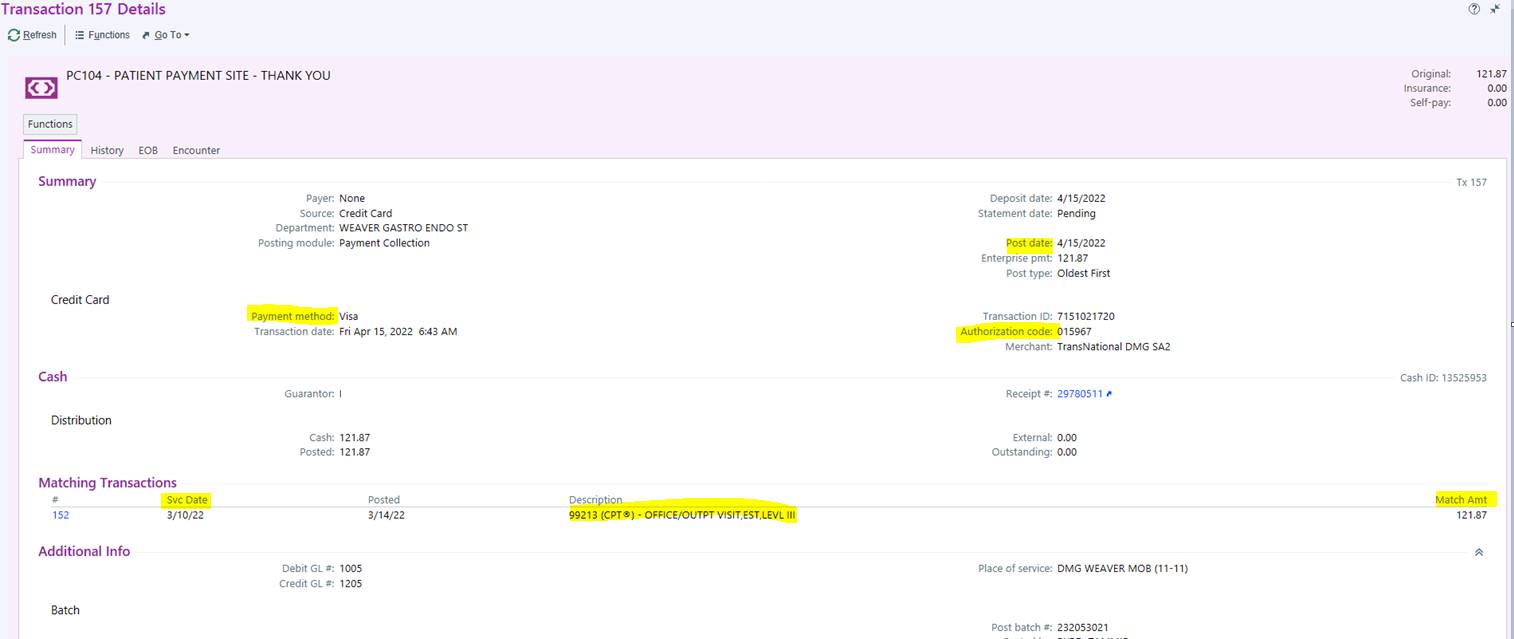 Transaction 157 Details
Refresh Functions Go To
PC104 - PATIENT PAYMENT SITE - THANK YOU
Original: 121.87
Insurance: 0.00
Self-pay: 0.00
Functions
Summary History EOB Encounter
Summary Tx 157
Payer: None Deposit date: 4/15/2022
Source: Credit Card Statement date: Pending
Department: WEAVER GASTRO ENDO ST
Posting module: Payment Collection Post date: 4/15/2022
Enterprise pmt: 121.87
Post type: Oldest First
Credit Card
Payment method: Visa Transaction ID: 7151021720
Transaction date: Fri Apr 15, 2022 6:43 AM Authorization code: 015967
Merchant: TransNational DMG SA2
Cash Cash ID: 13525953
Guarantor: I Receipt #: 29780511
Distribution
Cash: 121.87 External: 0.00
Posted: 121.87 Outstanding: 0.00
Matching Transactions
# Svc Date Posted Description Match Amt
152 3/10/22 3/14/22 99213 (CPT®) - OFFICE/OUTPT VISIT,EST,LEVL III 121.87
Additional Info
Debit GL #: 1005 Place of service: DMG WEAVER MOB (11-11)
Credit GL #: 1205
Batch
Post batch #: 232053021